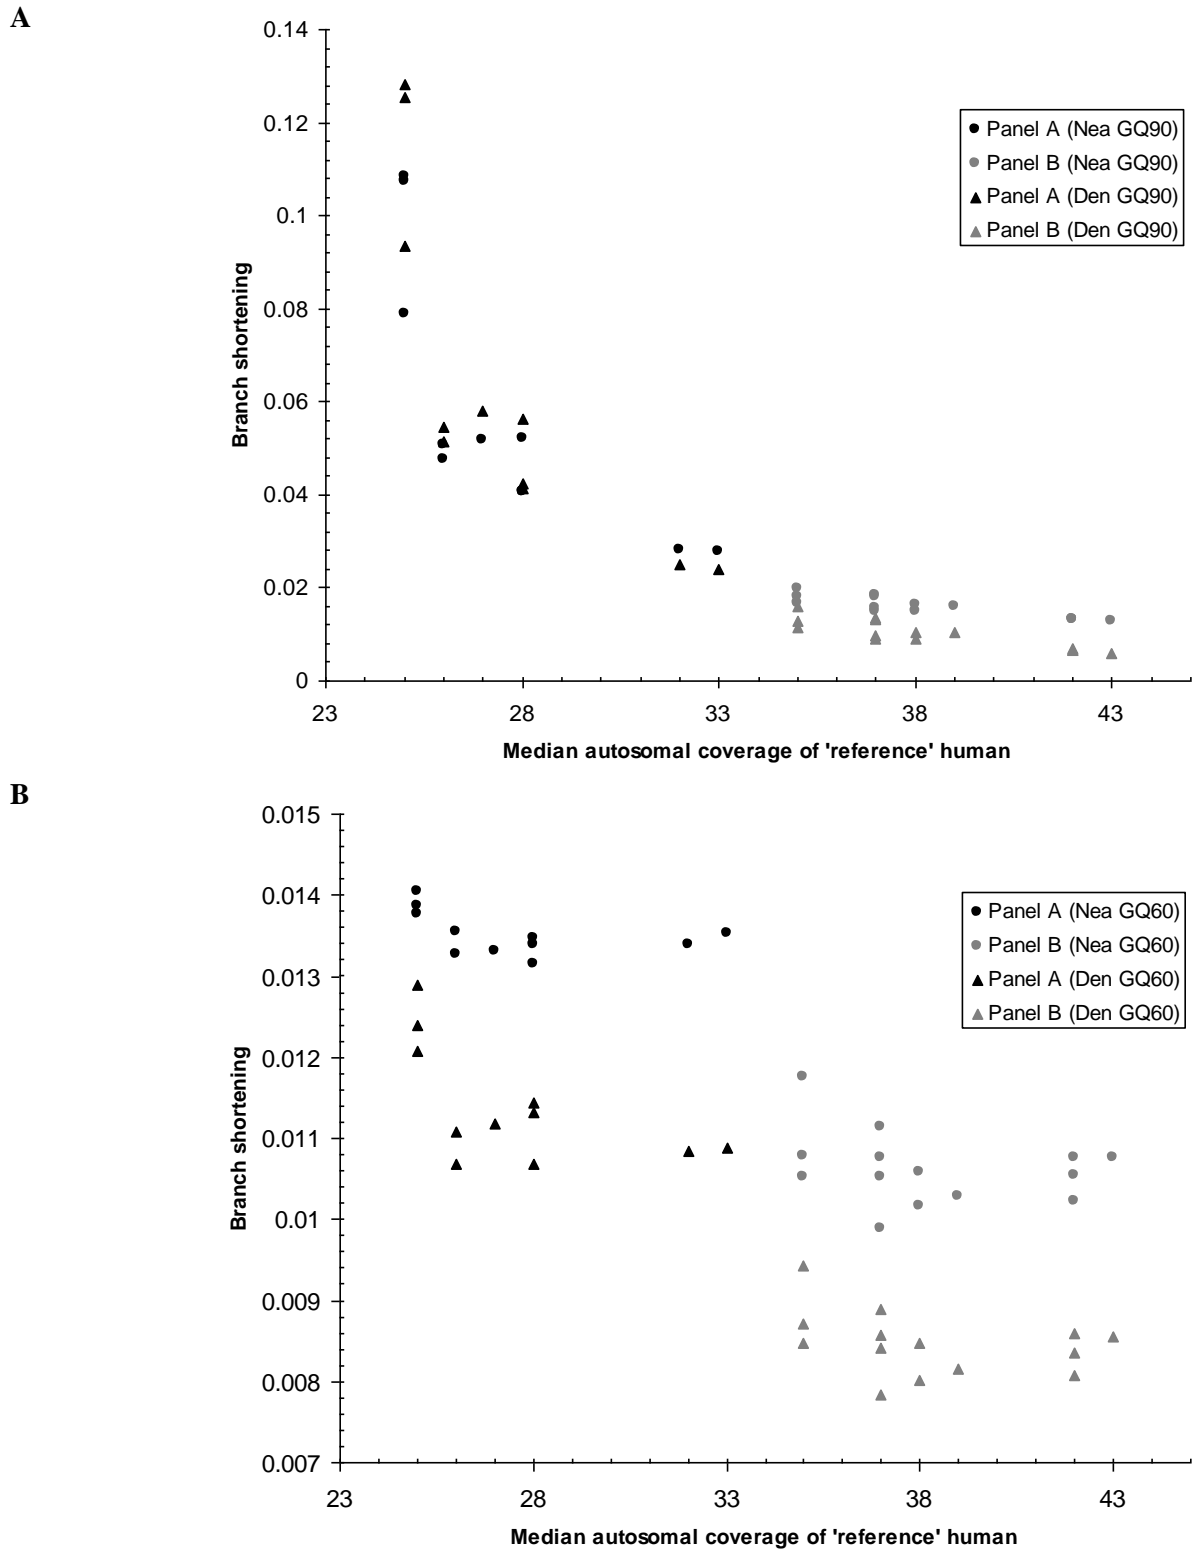 A
0.14
0.12
0.1
0.08
0.06
0.04
0.02
0
Branch shortening
Panel A (Nea GQ90)
Panel B (Nea GQ90)
Panel A (Den GQ90)
Panel B (Den GQ90)
23 28 33 38 43
Median autosomal coverage of 'reference' human
B
0.015
0.014
0.013
0.012
0.011
0.01
0.009
0.008
0.007
Branch shortening
Panel A (Nea GQ60)
Panel B (Nea GQ60)
Panel A (Den GQ60)
Panel B (Den GQ60)
23 28 33 38 43
Median autosomal coverage of 'reference' human